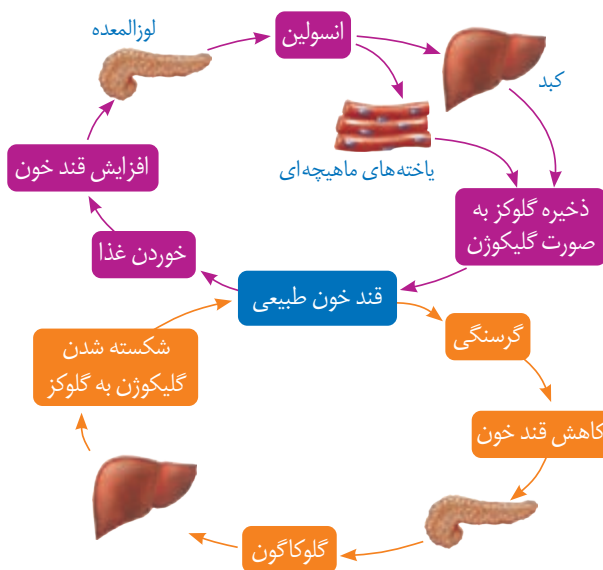 لوزالمعده
انسولین
کبد
یاخته‌های ماهیچه‌ای
افزایش قند خون
ذخیره گلوکز به
صورت گلیکوژن
خوردن غذا
قند خون طبیعی
گرسنگی
شکسته شدن
گلیکوژن به گلوکز
کاهش قند خون
گلوکاگون